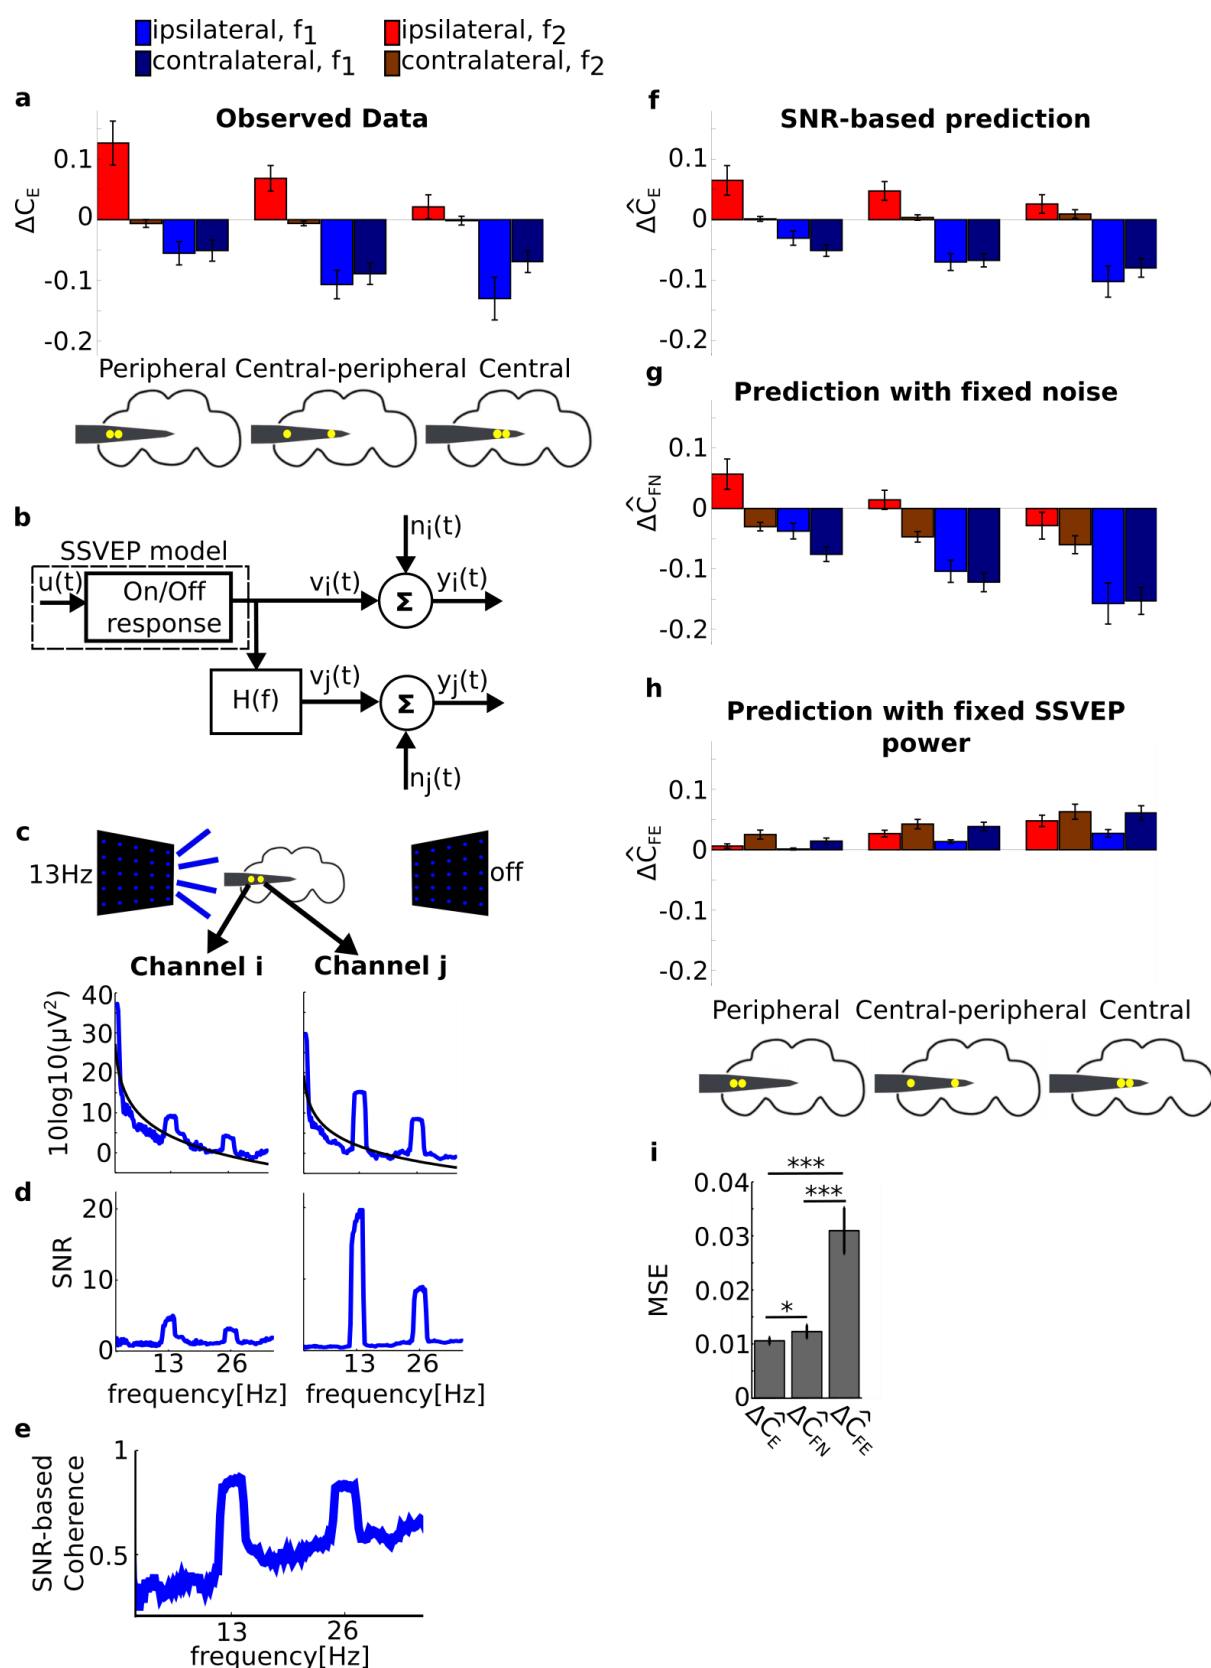 ipsilateral, f1
ipsilateral, f2
contralateral, f1
contralateral, f2
a
Observed Data
ΔCE
0.1
0
-0.1
-0.2
Peripheral Central-peripheral Central
b
SSVEP model
u(t)
On/Off
response
vi(t)
ni(t)
Σ
yi(t)
H(f)
vj(t)
Σ
yj(t)
nj(t)
c
13Hz
off
Channel i
Channel j
10log10(μV²)
40
30
20
10
0
d
SNR
20
10
0
13
26
13
26
frequency[Hz]
frequency[Hz]
e
SNR-based
Coherence
1
0.5
13
26
frequency[Hz]
f
SNR-based prediction
ΔĈE
0.1
0
-0.1
-0.2
g
Prediction with fixed noise
ΔĈFN
0.1
0
-0.1
-0.2
h
Prediction with fixed SSVEP
power
ΔĈFE
0.1
0
-0.1
-0.2
Peripheral Central-peripheral Central
i
MSE
0.04
0.03
0.02
0.01
0
***
***
*
ΔĈE
ΔĈFN
ΔĈFE